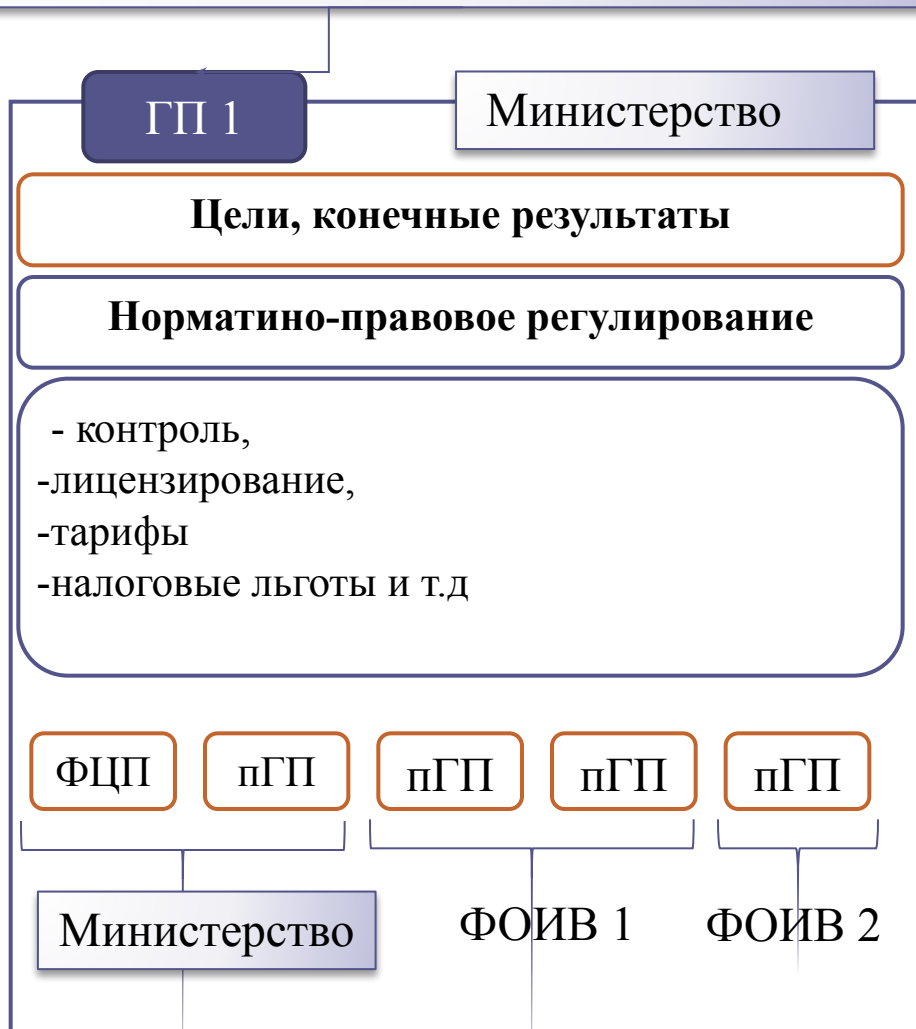 ГП 1
Министерство
Цели, конечные результаты
Норматино-правовое регулирование
- контроль,
-лицензирование,
-тарифы
-налоговые льготы и т.д
ФЦП пГП пГП пГП пГП
Министерство ФОИВ 1 ФОИВ 2